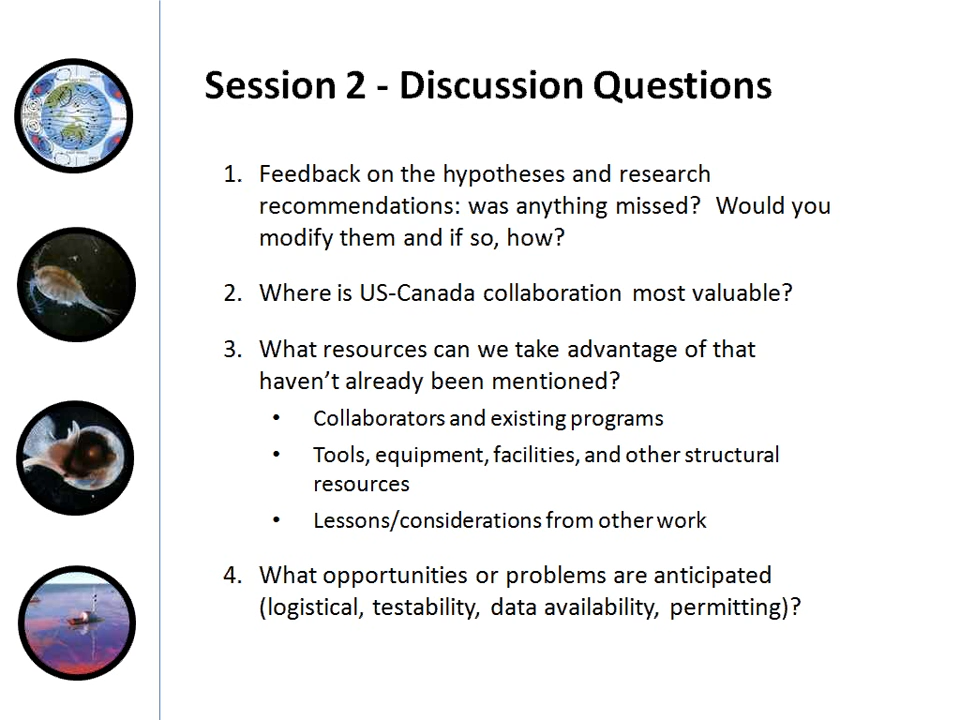 Session 2 - Discussion Questions
1. Feedback on the hypotheses and research
recommendations: was anything missed?  Would you
modify them and if so, how?
2. Where is US-Canada collaboration most valuable?
3. What resources can we take advantage of that
haven’t already been mentioned?
• Collaborators and existing programs
• Tools, equipment, facilities, and other structural
resources
• Lessons/considerations from other work
4. What opportunities or problems are anticipated
(logistical, testability, data availability, permitting)?